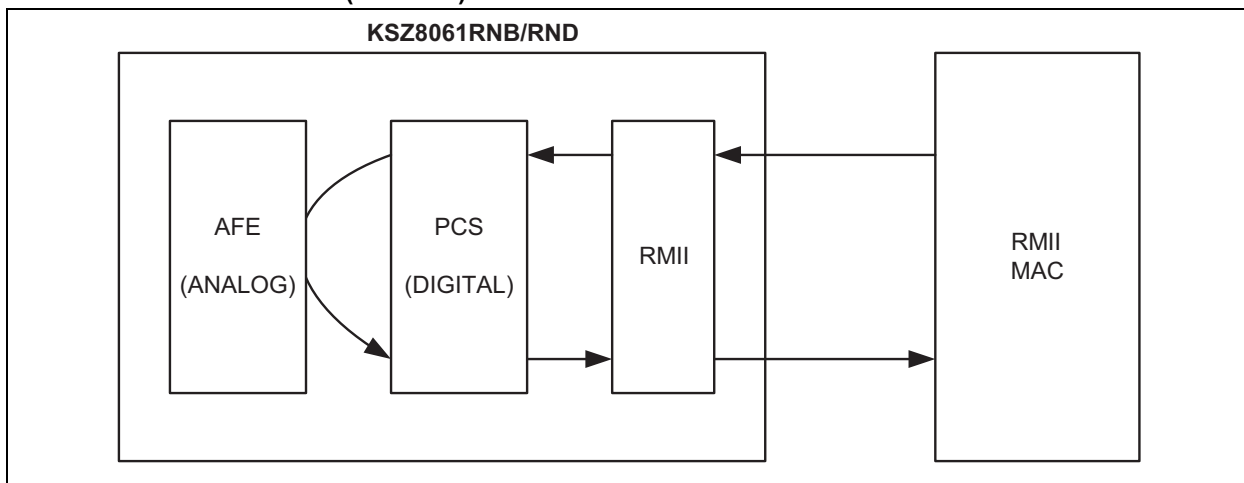 KSZ8061RNB/RND
AFE
(ANALOG)
PCS
(DIGITAL)
RMII
RMII
MAC